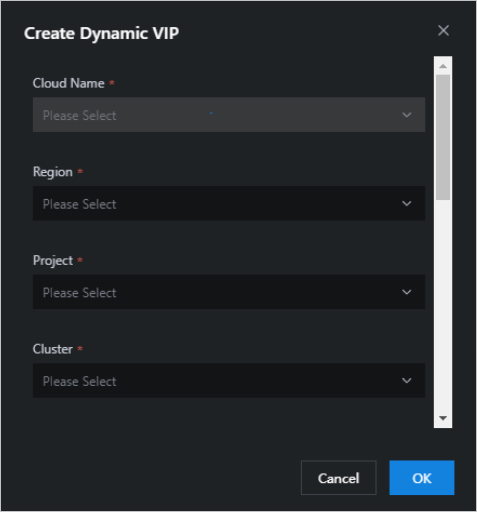 Create Dynamic VIP
Cloud Name *
Please Select
Region *
Please Select
Project *
Please Select
Cluster *
Please Select
Cancel OK